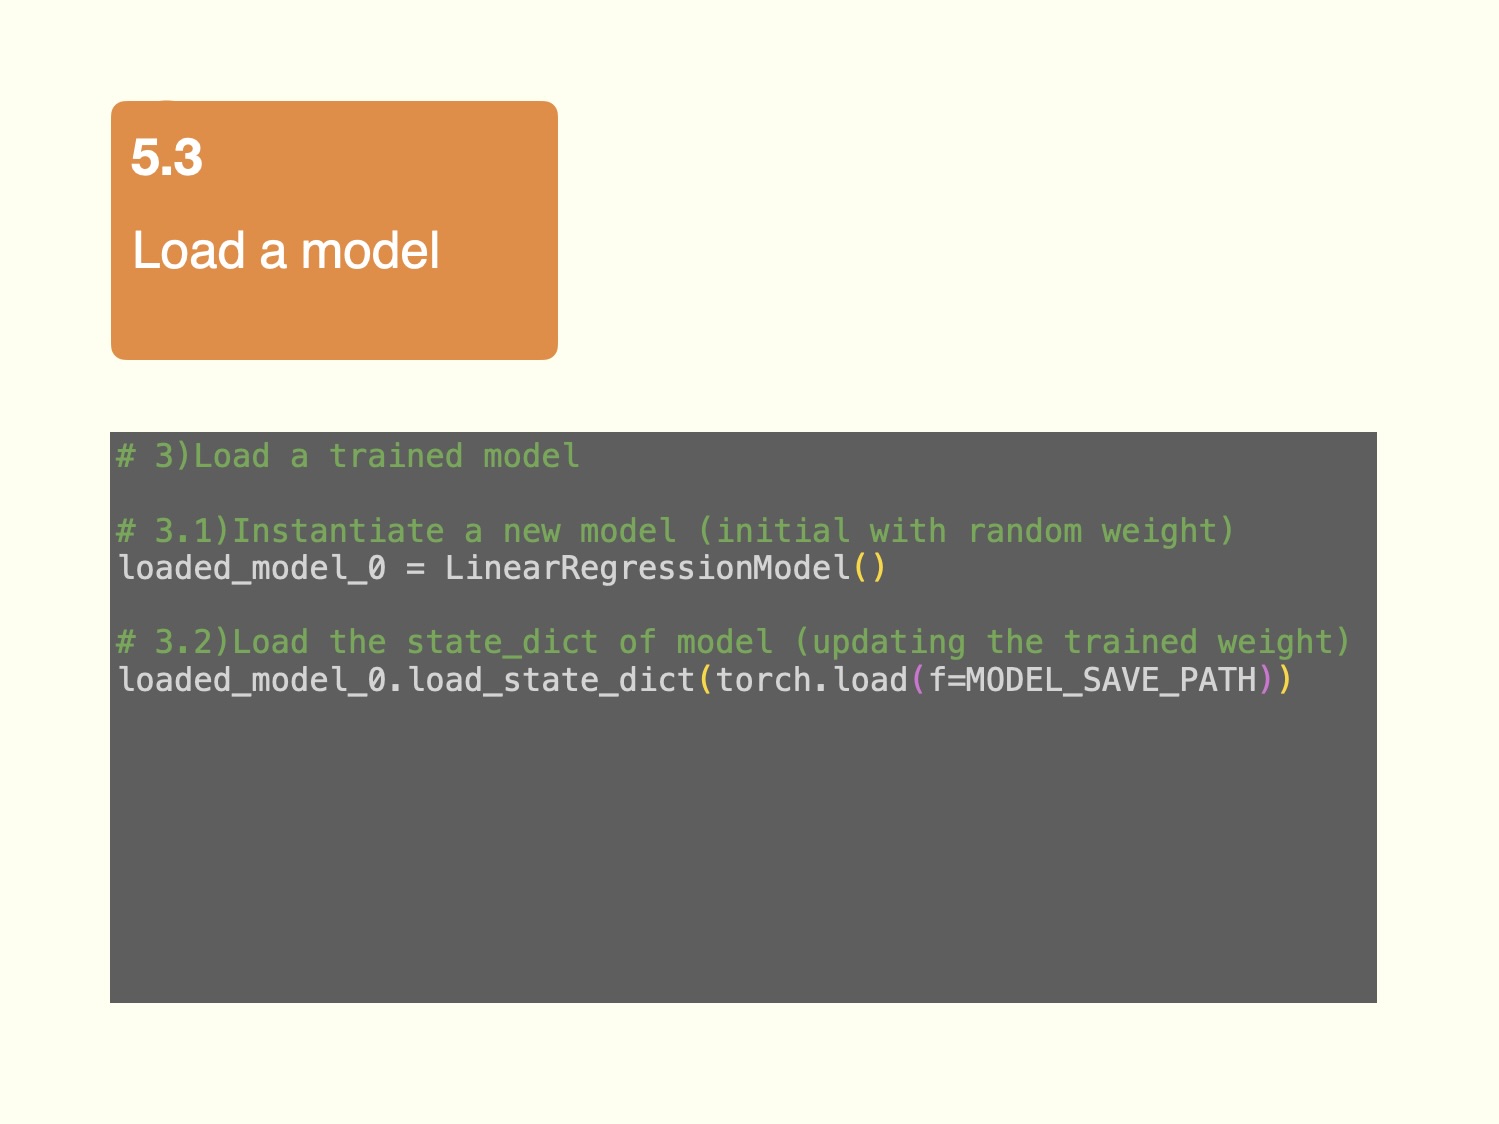 5.3
Load a model
# 3)Load a trained model
# 3.1)Instantiate a new model (initial with random weight)
loaded_model_0 = LinearRegressionModel()
# 3.2)Load the state_dict of model (updating the trained weight)
loaded_model_0.load_state_dict(torch.load(f=MODEL_SAVE_PATH))